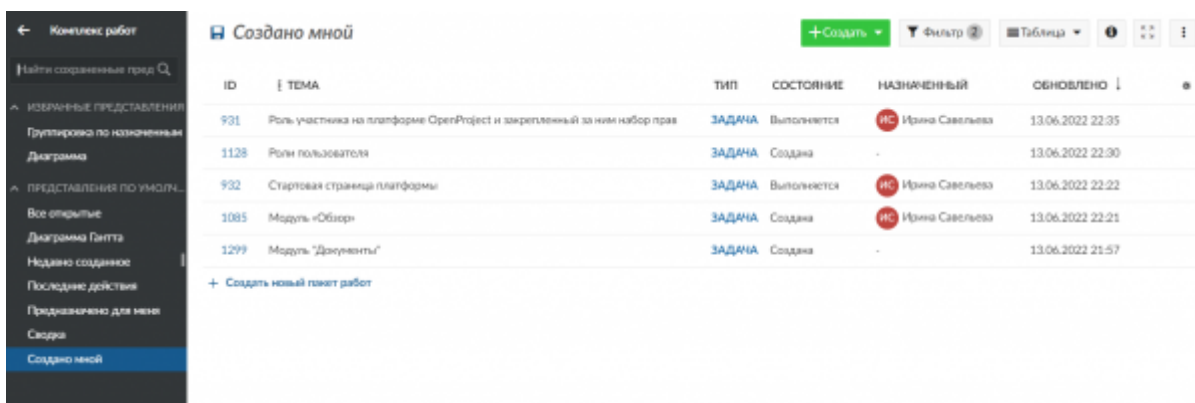 Комплекс работ
Найти сохраненные пред
ИЗБРАННЫЕ ПРЕДСТАВЛЕНИЯ
Группировка по назначенным
Диаграмма
ПРЕДСТАВЛЕНИЯ ПО УМОЛЧ...
Все открытые
Диаграмма Гантта
Недавно созданное
Последние действия
Предназначено для меня
Сводка
Создано мной
Создано мной
+Создать Фильтр 2 Таблица
ID ТЕМА ТИП СОСТОЯНИЕ НАЗНАЧЕННЫЙ ОБНОВЛЕНО
931 Роль участника на платформе OpenProject и закрепленный за ним набор прав ЗАДАЧА Выполняется ИС Ирина Савельева 13.06.2022 22:35
1128 Роли пользователя ЗАДАЧА Создана - 13.06.2022 22:30
932 Стартовая страница платформы ЗАДАЧА Выполняется ИС Ирина Савельева 13.06.2022 22:22
1085 Модуль «Обзор» ЗАДАЧА Создана ИС Ирина Савельева 13.06.2022 22:21
1299 Модуль "Документы" ЗАДАЧА Создана - 13.06.2022 21:57
+ Создать новый пакет работ